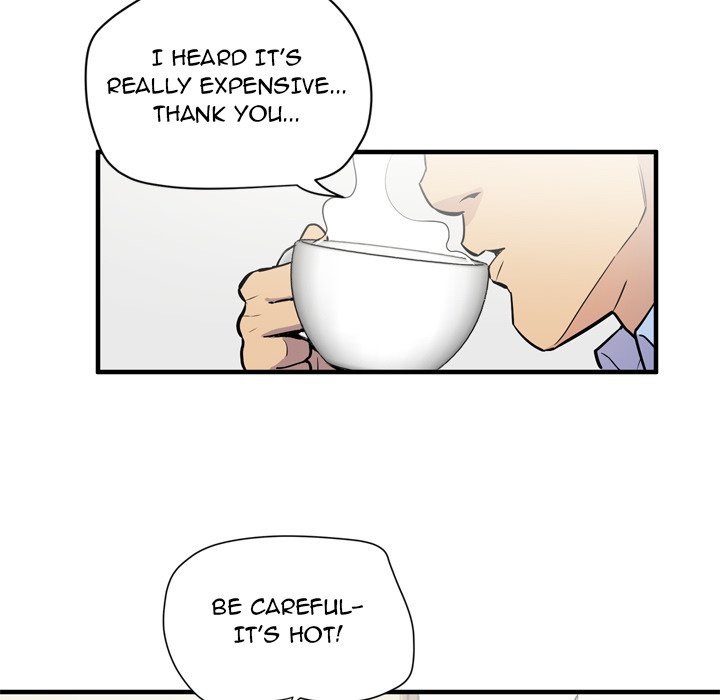 I HEARD IT'S
REALLY EXPENSIVE...
THANK YOU...
BE CAREFUL-
IT'S HOT!